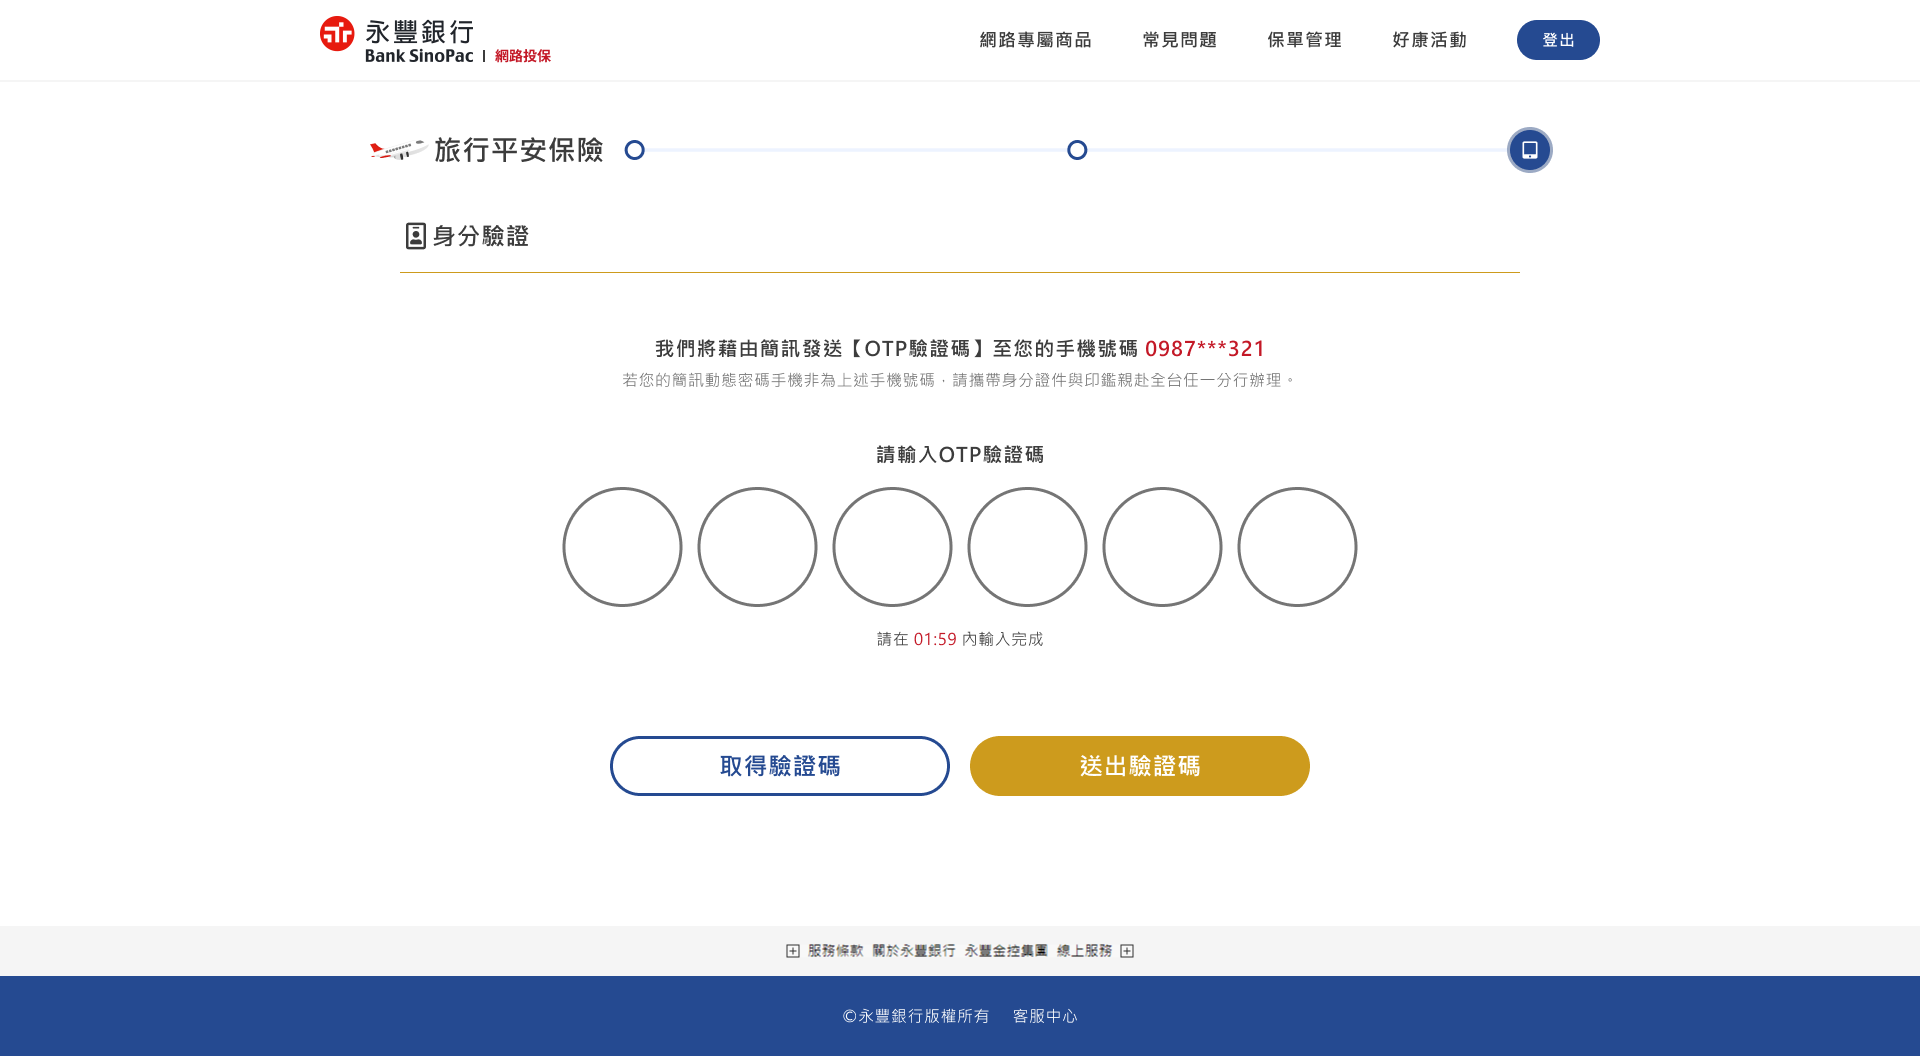 永豐銀行
Bank SinoPac | 網路投保
網路專屬商品 常見問題 保單管理 好康活動 登出
旅行平安保險
身分驗證
我們將藉由簡訊發送【OTP驗證碼】至您的手機號碼 0987***321
若您的簡訊動態密碼手機非為上述手機號碼，請攜帶身分證件與印鑑親赴全台任一分行辦理。
請輸入OTP驗證碼
請在 01:59 內輸入完成
取得驗證碼 送出驗證碼
服務條款 關於永豐銀行 永豐金控集團 線上服務
©永豐銀行版權所有 客服中心